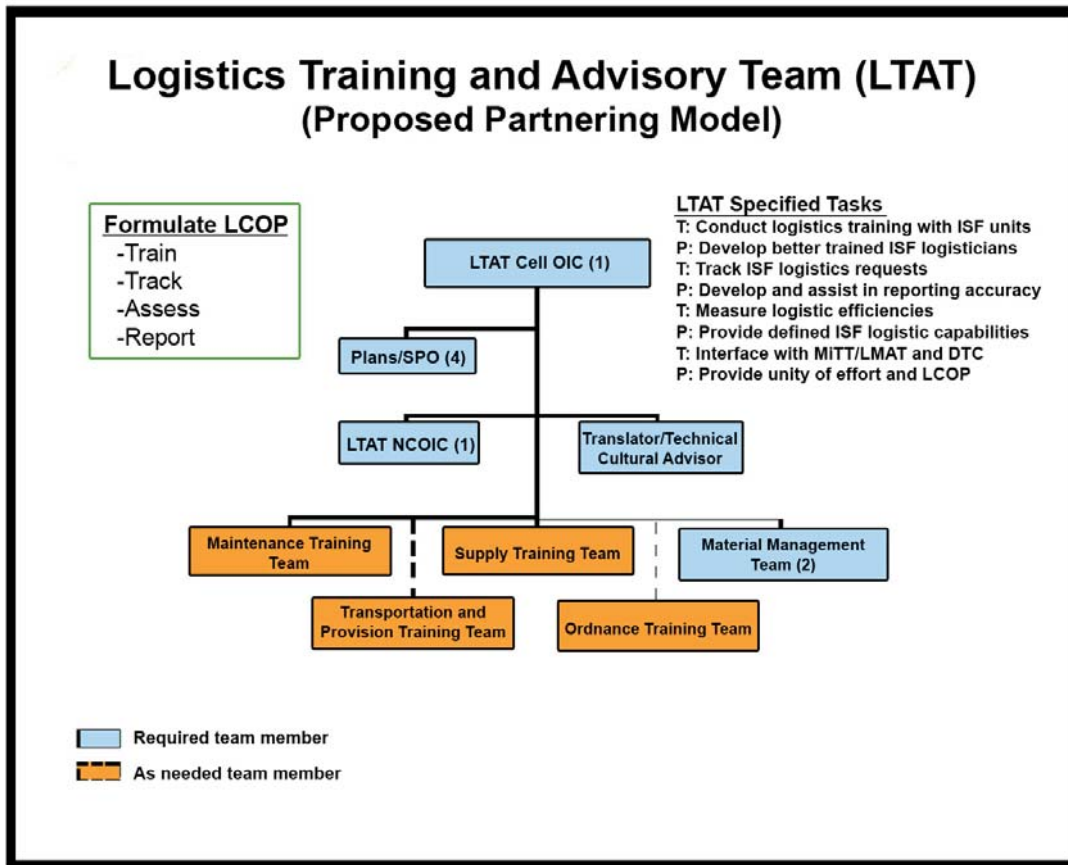 Logistics Training and Advisory Team (LTAT)
(Proposed Partnering Model)
Formulate LCOP
-Train
-Track
-Assess
-Report
LTAT Specified Tasks
T: Conduct logistics training with ISF units
P: Develop better trained ISF logisticians
T: Track ISF logistics requests
P: Develop and assist in reporting accuracy
T: Measure logistic efficiencies
P: Provide defined ISF logistic capabilities
T: Interface with MiTT/LMAT and DTC
P: Provide unity of effort and LCOP
LTAT Cell OIC (1)
Plans/SPO (4)
LTAT NCOIC (1)
Translator/Technical
Cultural Advisor
Maintenance Training
Team
Supply Training Team
Material Management
Team (2)
Transportation and
Provision Training Team
Ordnance Training Team
Required team member
As needed team member